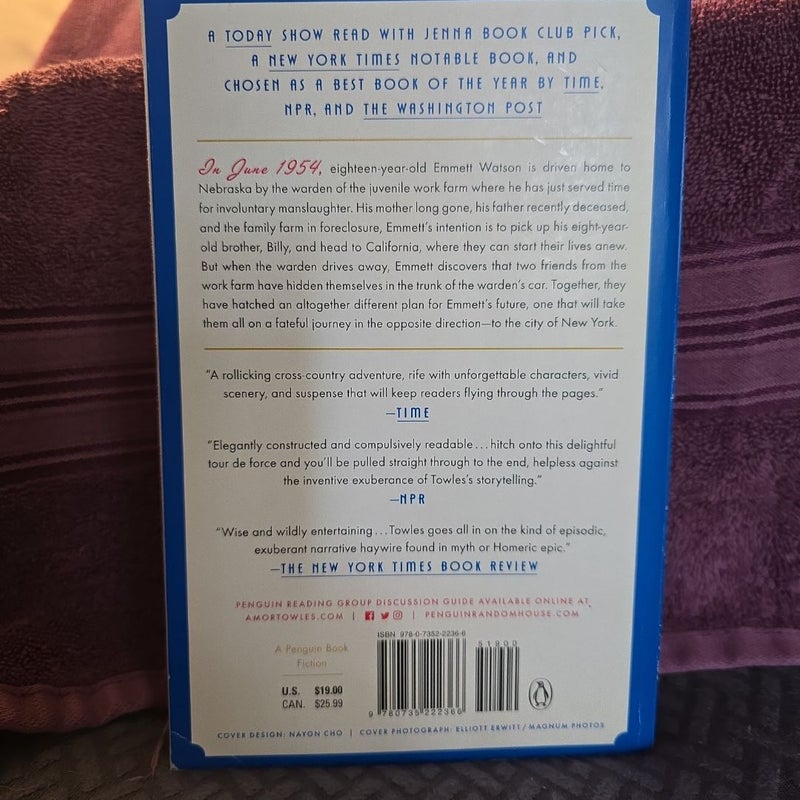 A TODAY SHOW READ WITH JENNA BOOK CLUB PICK,
A NEW YORK TIMES NOTABLE BOOK, AND
CHOSEN AS A BEST BOOK OF THE YEAR BY TIME,
NPR, AND THE WASHINGTON POST
In June 1954, eighteen-year-old Emmett Watson is driven home to
Nebraska by the warden of the juvenile work farm where he has just served time
for involuntary manslaughter. His mother long gone, his father recently deceased,
and the family farm in foreclosure, Emmett's intention is to pick up his eight-year-
old brother, Billy, and head to California, where they can start their lives anew.
But when the warden drives away, Emmett discovers that two friends from the
work farm have hidden themselves in the trunk of the warden's car. Together, they
have hatched an altogether different plan for Emmett's future, one that will take
them all on a fateful journey in the opposite direction—to the city of New York.
"A rollicking cross-country adventure, rife with unforgettable characters, vivid
scenery, and suspense that will keep readers flying through the pages."
—TIME
"Elegantly constructed and compulsively readable...hitch onto this delightful
tour de force and you'll be pulled straight through to the end, helpless against
the inventive exuberance of Towles's storytelling."
—NPR
"Wise and wildly entertaining...Towles goes all in on the kind of episodic,
exuberant narrative haywire found in myth or Homeric epic."
—THE NEW YORK TIMES BOOK REVIEW
PENGUIN READING GROUP DISCUSSION GUIDE AVAILABLE ONLINE AT
AMORTOWLES.COM | | PENGUINRANDOMHOUSE.COM
A Penguin Book
Fiction
U.S. $19.00
CAN. $25.99
ISBN 978-0-7352-2236-6
51900
9 780735 222366
COVER DESIGN: NAYON CHO | COVER PHOTOGRAPH: ELLIOTT ERWITT / MAGNUM PHOTOS